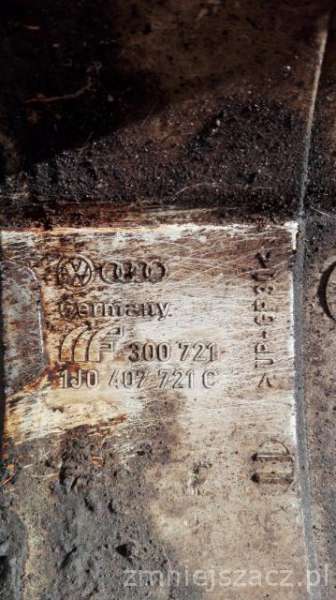 Germany
300 721
1J0 407 721 C
zmniejszacz.pl